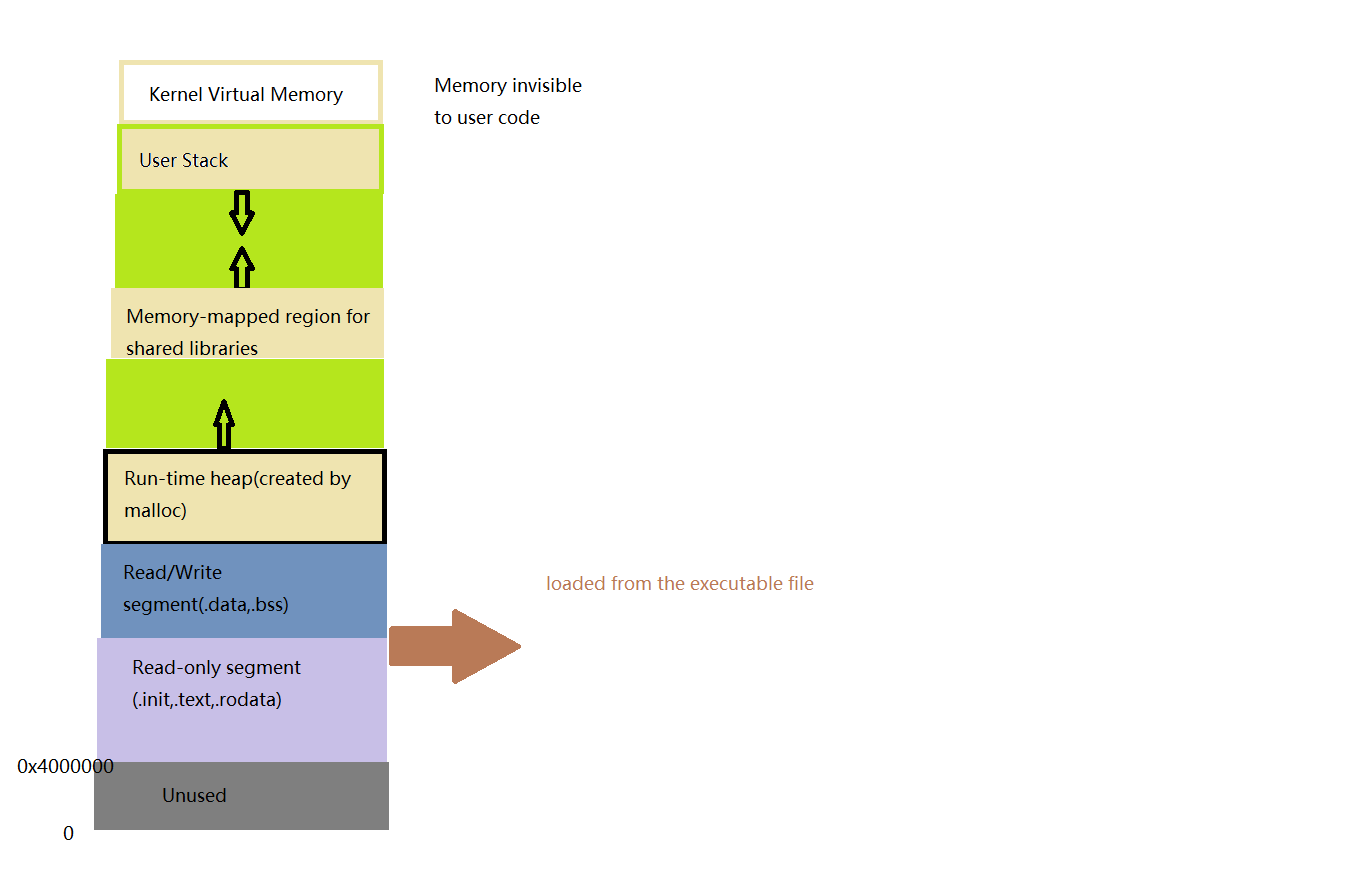 Kernel Virtual Memory
Memory invisible
to user code
User Stack
Memory-mapped region for
shared libraries
Run-time heap(created by
malloc)
Read/Write
segment(.data,.bss)
loaded from the executable file
Read-only segment
(.init,.text,.rodata)
0x4000000
Unused
0